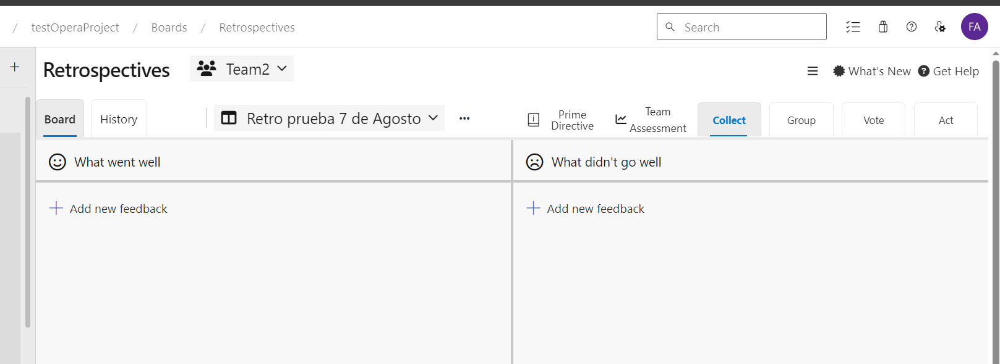 / testOperaProject / Boards / Retrospectives
Search
FA
Retrospectives
Team2
What's New
Get Help
Board
History
Retro prueba 7 de Agosto
Prime
Directive
Team
Assessment
Collect
Group
Vote
Act
What went well
What didn't go well
Add new feedback
Add new feedback